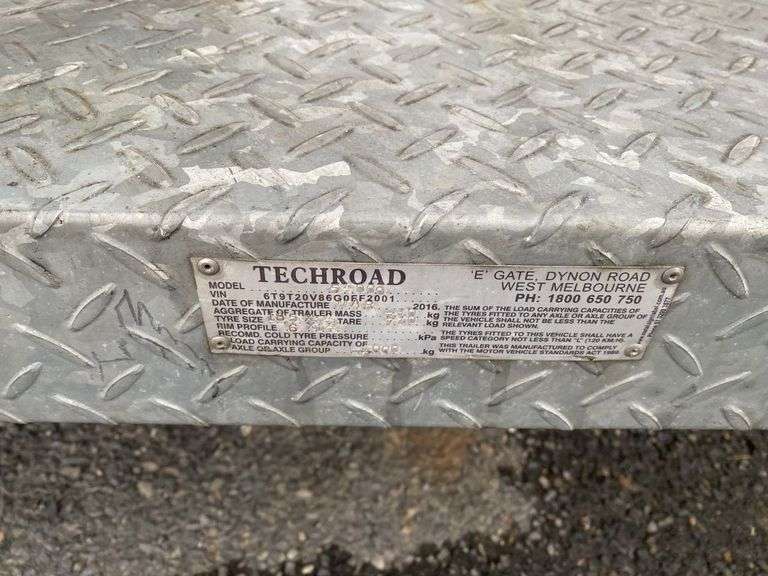 TECHROAD
MODEL
VIN 6T9T20V86G0FF2001
DATE OF MANUFACTURE 2016.
AGGREGATE OF TRAILER MASS kg
TYRE SIZE TARE kg
RIM PROFILE
RECOMD. COLD TYRE PRESSURE kPa
LOAD CARRYING CAPACITY OF
AXLE OR AXLE GROUP kg
'E' GATE, DYNON ROAD
WEST MELBOURNE
PH: 1800 650 750
THE SUM OF THE LOAD CARRYING CAPACITIES OF
THE TYRES FITTED TO ANY AXLE OR AXLE GROUP OF
THE VEHICLE SHALL NOT BE LESS THAN THE
RELEVANT LOAD SHOWN.
THE TYRES FITTED TO THIS VEHICLE SHALL HAVE A
SPEED CATEGORY NOT LESS THAN "L" (120 KM/H).
THIS TRAILER WAS MANUFACTURED TO COMPLY
WITH THE MOTOR VEHICLE STANDARDS ACT 1989.